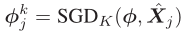 ϕ_j^k = SGD_K(ϕ, X̂_j)